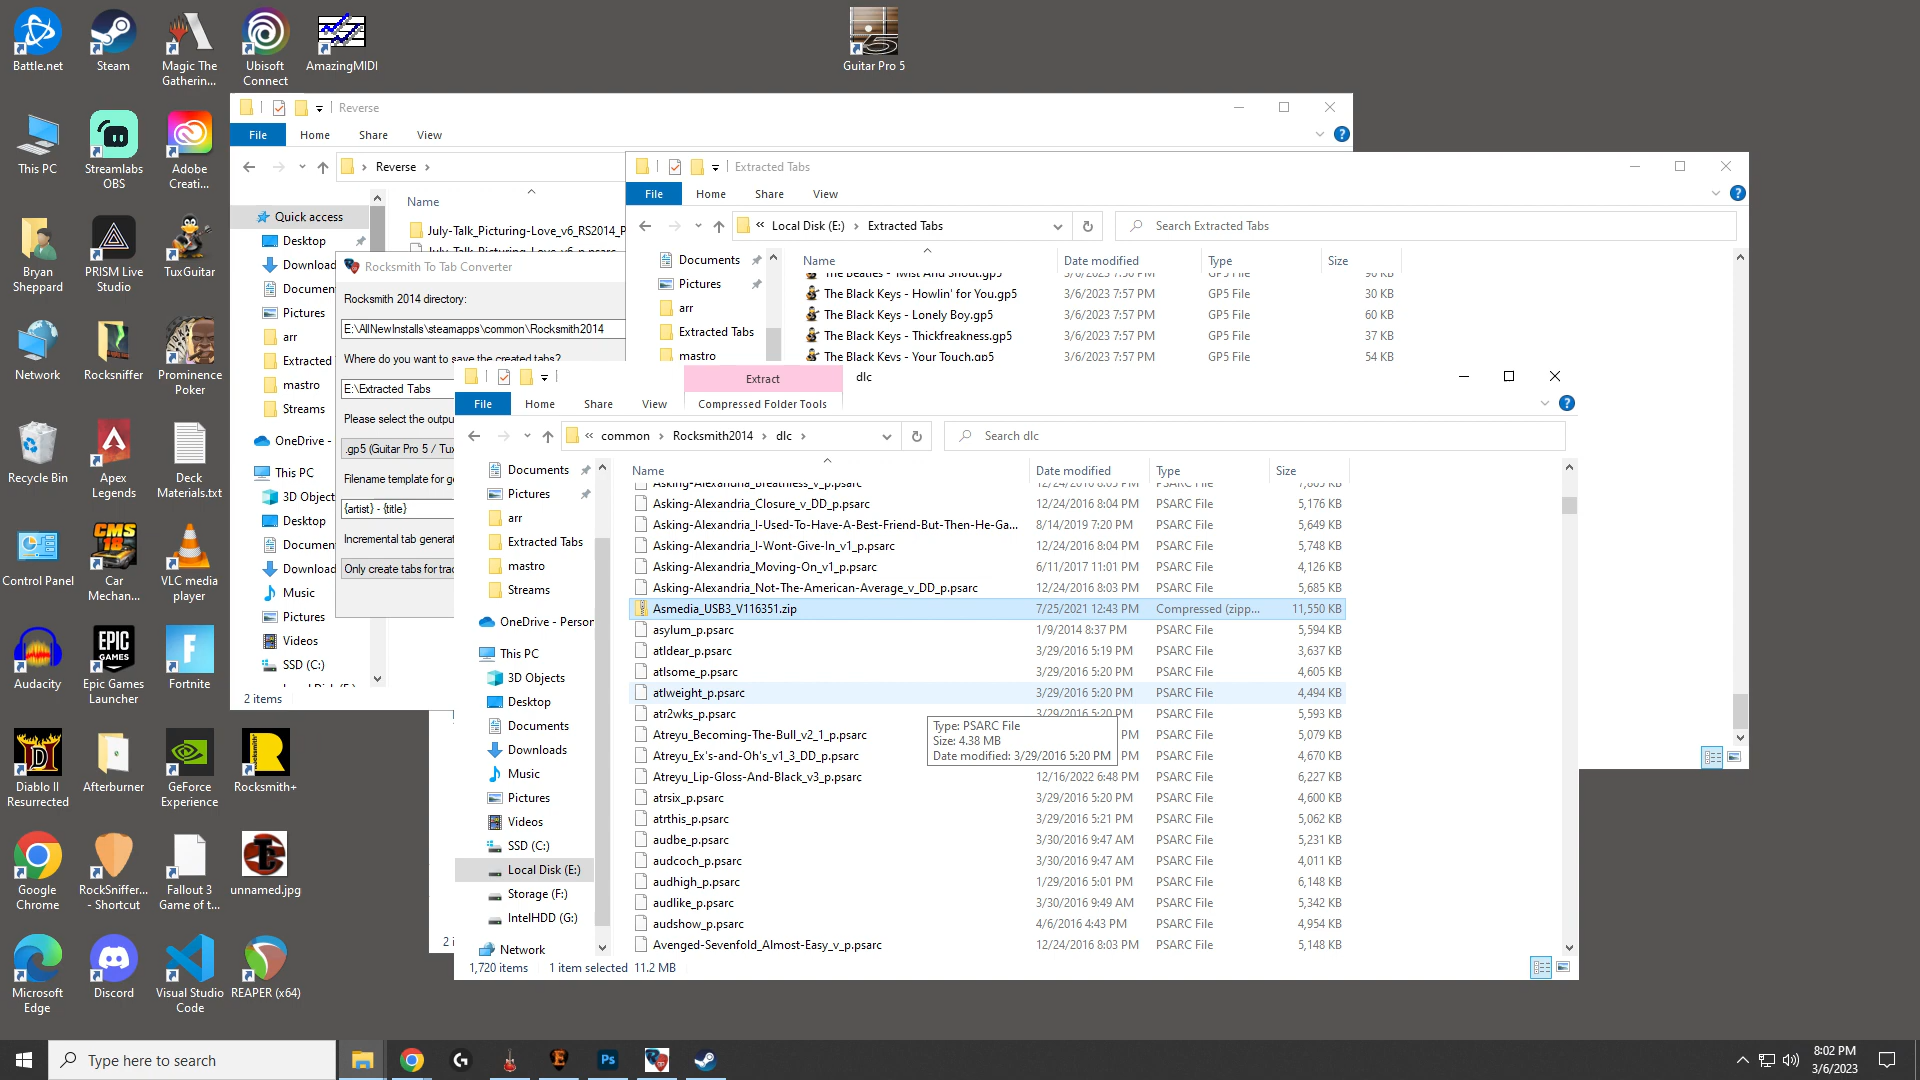 Battle.net
Steam
Magic The
Gatherin...
Ubisoft
Connect
AmazingMIDI
Guitar Pro 5
This PC
Streamlabs
OBS
Adobe
Creati...
Bryan
Sheppard
PRISM Live
Studio
TuxGuitar
Network
Rocksniffer
Prominence
Poker
Recycle Bin
Apex
Legends
Deck
Materials.txt
Control Panel
Car
Mechan...
VLC media
player
Audacity
Epic Games
Launcher
Fortnite
Diablo II
Resurrected
Afterburner
GeForce
Experience
Rocksmith+
Google
Chrome
RockSniffer...
- Shortcut
Fallout 3
Game of t...
unnamed.jpg
Microsoft
Edge
Discord
Visual Studio
Code
REAPER (x64)
Reverse
File Home Share View
Reverse
Name
Quick access
July-Talk_Picturing-Love_v6_RS2014_P
Desktop
July-Talk_Picturing-Love_v6_p.psarc
Download
Documen
Pictures
arr
Extracted
mastro
Streams
OneDrive -
This PC
3D Object
Desktop
Documen
Download
Music
Pictures
Videos
SSD (C:)
2 items
Rocksmith To Tab Converter
Rocksmith 2014 directory:
E:\AllNewInstalls\steamapps\common\Rocksmith2014
Where do you want to save the created tabs?
E:\Extracted Tabs
Please select the outpu
.gp5 (Guitar Pro 5 / Tux
Filename template for ge
{artist} - {title}
Incremental tab generat
Only create tabs for trac
Extracted Tabs
File Home Share View
« Local Disk (E:) Extracted Tabs
Search Extracted Tabs
Documents
Pictures
arr
Extracted Tabs
mastro
Name Date modified Type Size
The Beatles - Twist And Shout.gp5 3/6/2023 7:56 PM GP5 File 90 KB
The Black Keys - Howlin' for You.gp5 3/6/2023 7:57 PM GP5 File 30 KB
The Black Keys - Lonely Boy.gp5 3/6/2023 7:57 PM GP5 File 60 KB
The Black Keys - Thickfreakness.gp5 3/6/2023 7:57 PM GP5 File 37 KB
The Black Keys - Your Touch.gp5 3/6/2023 7:57 PM GP5 File 54 KB
Extract
dlc
File Home Share View Compressed Folder Tools
« common Rocksmith2014 dlc
Search dlc
Documents
Pictures
arr
Extracted Tabs
mastro
Streams
OneDrive - Person
This PC
3D Objects
Desktop
Documents
Downloads
Music
Pictures
Videos
SSD (C:)
Local Disk (E:)
Storage (F:)
IntelHDD (G:)
Network
Name Date modified Type Size
Asking-Alexandria_Breathless_v_p.psarc 12/24/2016 8:05 PM PSARC File 7,865 KB
Asking-Alexandria_Closure_v_DD_p.psarc 12/24/2016 8:04 PM PSARC File 5,176 KB
Asking-Alexandria_I-Used-To-Have-A-Best-Friend-But-Then-He-Ga... 8/14/2019 7:20 PM PSARC File 5,649 KB
Asking-Alexandria_I-Wont-Give-In_v1_p.psarc 12/24/2016 8:04 PM PSARC File 5,748 KB
Asking-Alexandria_Moving-On_v1_p.psarc 6/11/2017 11:01 PM PSARC File 4,126 KB
Asking-Alexandria_Not-The-American-Average_v_DD_p.psarc 12/24/2016 8:03 PM PSARC File 5,685 KB
Asmedia_USB3_V116351.zip 7/25/2021 12:43 PM Compressed (zipp... 11,550 KB
asylum_p.psarc 1/9/2014 8:37 PM PSARC File 5,594 KB
atldear_p.psarc 3/29/2016 5:19 PM PSARC File 3,637 KB
atlsome_p.psarc 3/29/2016 5:20 PM PSARC File 4,605 KB
atlweight_p.psarc 3/29/2016 5:20 PM PSARC File 4,494 KB
atr2wks_p.psarc 3/29/2016 5:20 PM PSARC File 5,593 KB
Atreyu_Becoming-The-Bull_v2_1_p.psarc PM PSARC File 5,079 KB
Atreyu_Ex's-and-Oh's_v1_3_DD_p.psarc PM PSARC File 4,670 KB
Atreyu_Lip-Gloss-And-Black_v3_p.psarc 12/16/2022 6:48 PM PSARC File 6,227 KB
atrsix_p.psarc 3/29/2016 5:20 PM PSARC File 4,600 KB
atrthis_p.psarc 3/29/2016 5:21 PM PSARC File 5,062 KB
audbe_p.psarc 3/30/2016 9:47 AM PSARC File 5,231 KB
audcoch_p.psarc 3/30/2016 9:47 AM PSARC File 4,011 KB
audhigh_p.psarc 1/29/2016 5:01 PM PSARC File 6,148 KB
audlike_p.psarc 3/30/2016 9:49 AM PSARC File 5,342 KB
audshow_p.psarc 4/6/2016 4:43 PM PSARC File 4,954 KB
Avenged-Sevenfold_Almost-Easy_v_p.psarc 12/24/2016 8:03 PM PSARC File 5,148 KB
Type: PSARC File
Size: 4.38 MB
Date modified: 3/29/2016 5:20 PM
1,720 items 1 item selected 11.2 MB
Type here to search
Ps
8:02 PM
3/6/2023